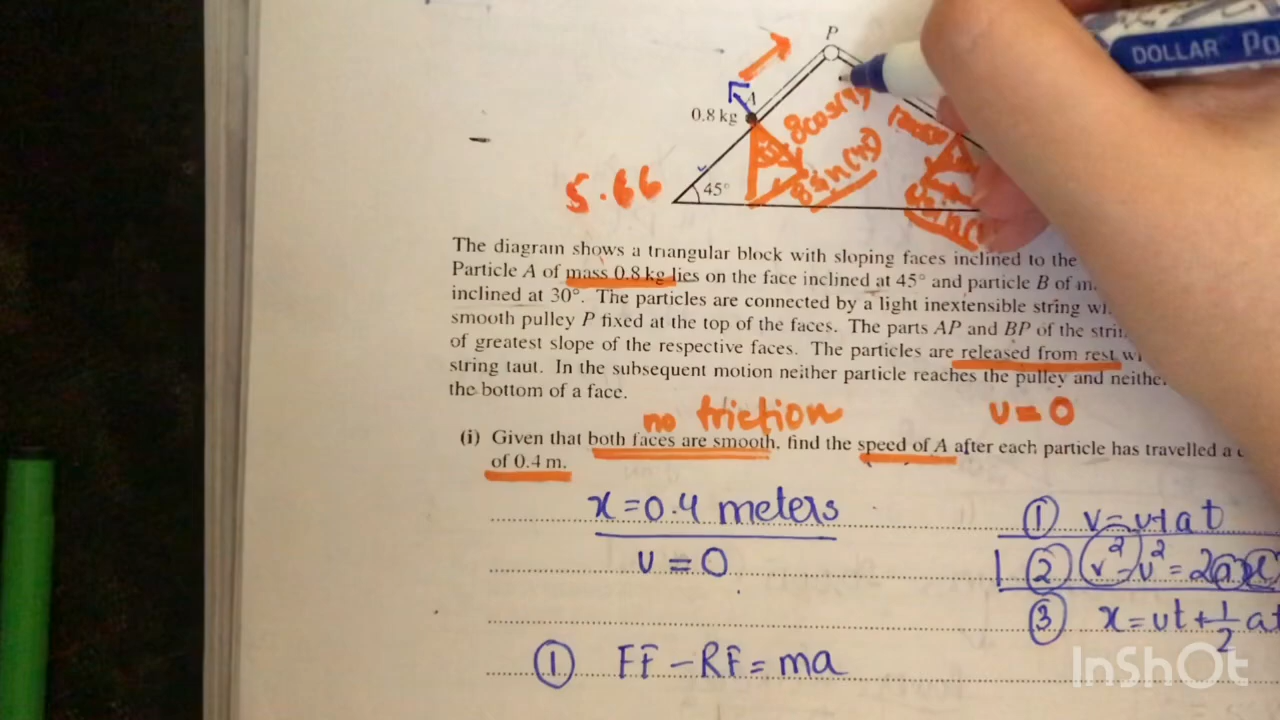 P
DOLLAR Po
A
0.8 kg
8cos(45)
8sin(45)
5.66
45°
The diagram shows a triangular block with sloping faces inclined to the
Particle A of mass 0.8 kg lies on the face inclined at 45° and particle B of
inclined at 30°. The particles are connected by a light inextensible string
smooth pulley P fixed at the top of the faces. The parts AP and BP of the
of greatest slope of the respective faces. The particles are released from rest
string taut. In the subsequent motion neither particle reaches the pulley and
the bottom of a face.
no friction u = 0
(i) Given that both faces are smooth, find the speed of A after each particle has travelled a
of 0.4 m.
x = 0.4 meters
u = 0
① v = u + at
② v² - u² = 2ax
③ x = ut + 1/2 at
① FF - RF = ma
InShOt